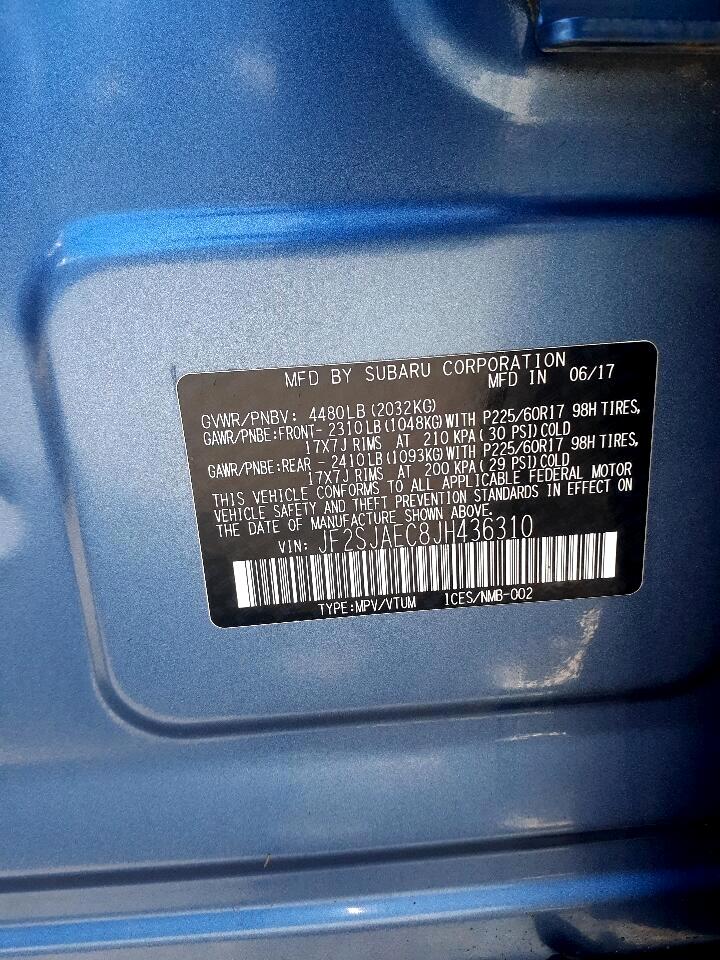 MFD BY SUBARU CORPORATION
MFD IN 06/17
GVWR/PNBV: 4480LB(2032KG)
GAWR/PNBE:FRONT- 2310LB(1048KG)WITH P225/60R17 98H TIRES,
17X7J RIMS AT 210 KPA( 30 PSI)COLD
GAWR/PNBE:REAR - 2410LB(1093KG)WITH P225/60R17 98H TIRES,
17X7J RIMS AT 200 KPA( 29 PSI)COLD
THIS VEHICLE CONFORMS TO ALL APPLICABLE FEDERAL MOTOR
VEHICLE SAFETY AND THEFT PREVENTION STANDARDS IN EFFECT ON
THE DATE OF MANUFACTURE SHOWN ABOVE.
VIN: JF2SJAEC8JH436310
TYPE:MPV/VTUM ICES/NMB-002